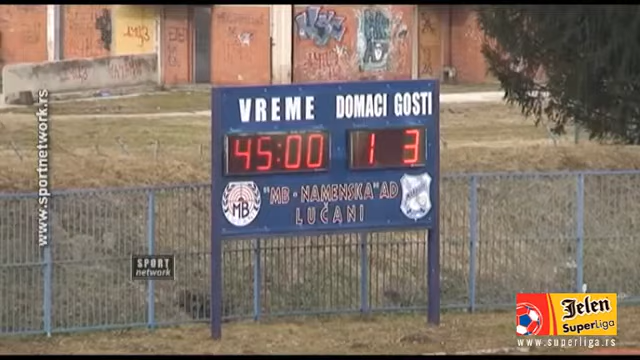 VREME DOMACI GOSTI
45:00 1 3
"MB - NAMENSKA" AD
LUČANI
MB
www.sportnetwork.rs
SPORT
network
Jelen
SuperLiga
www.superliga.rs